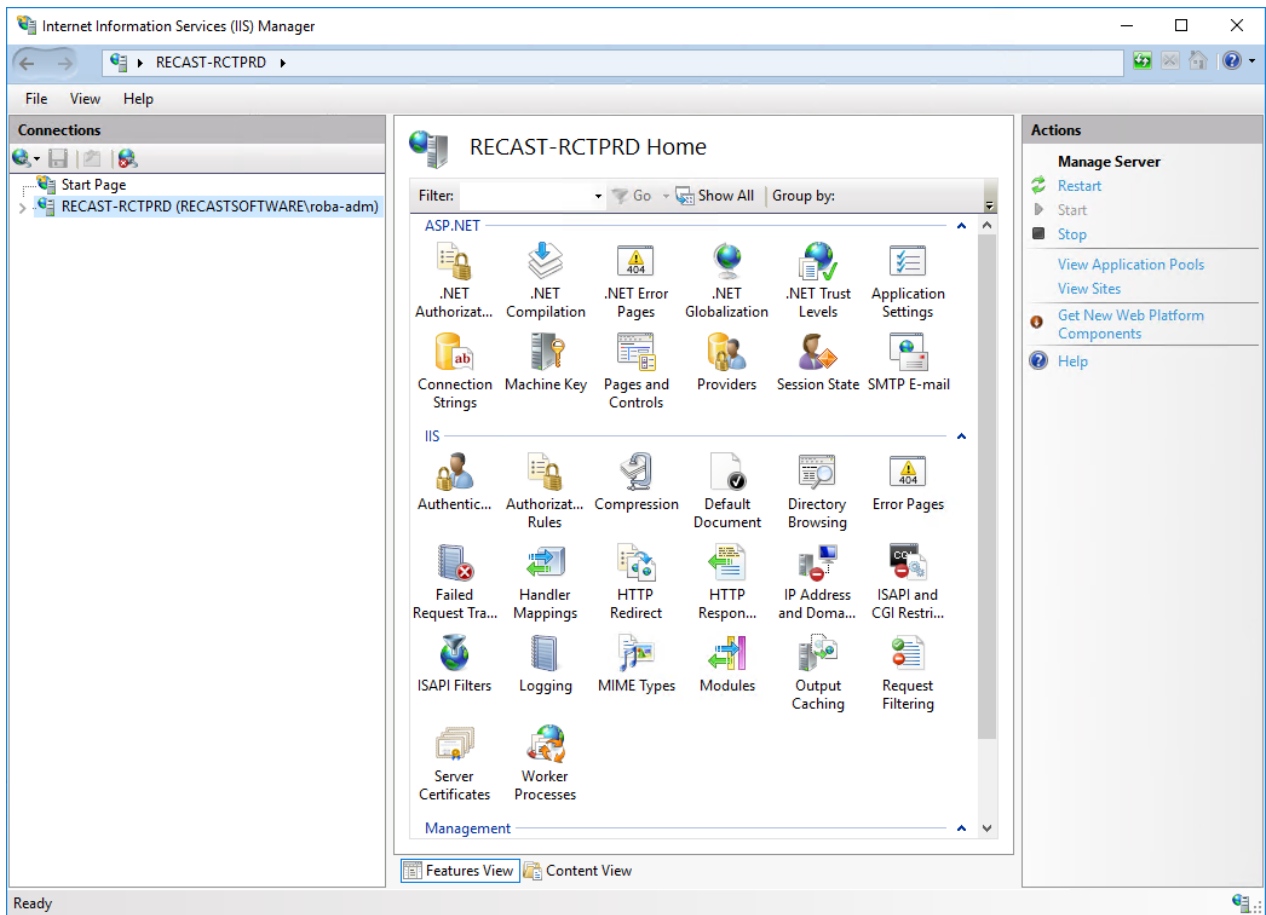 Internet Information Services (IIS) Manager
RECAST-RCTPRD
File View Help
Connections
Start Page
RECAST-RCTPRD (RECASTSOFTWARE\roba-adm)
RECAST-RCTPRD Home
Filter: Go Show All Group by:
ASP.NET
.NET Authorizat...
.NET Compilation
.NET Error Pages
.NET Globalization
.NET Trust Levels
Application Settings
Connection Strings
Machine Key
Pages and Controls
Providers
Session State
SMTP E-mail
IIS
Authentic...
Authorizat... Rules
Compression
Default Document
Directory Browsing
Error Pages
Failed Request Tra...
Handler Mappings
HTTP Redirect
HTTP Respon...
IP Address and Doma...
ISAPI and CGI Restri...
ISAPI Filters
Logging
MIME Types
Modules
Output Caching
Request Filtering
Server Certificates
Worker Processes
Management
Features View
Content View
Actions
Manage Server
Restart
Start
Stop
View Application Pools
View Sites
Get New Web Platform
Components
Help
Ready
404
404
ab
CGI